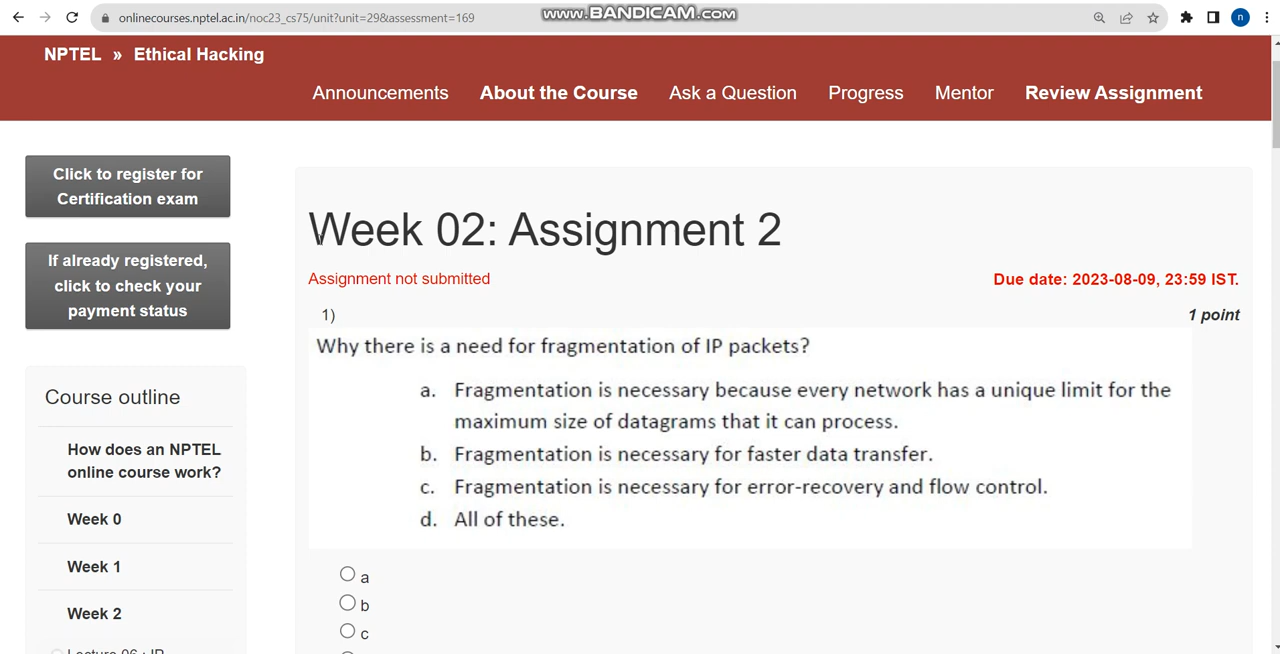 onlinecourses.nptel.ac.in/noc23_cs75/unit?unit=29&assessment=169
www.BANDICAM.com
n
NPTEL » Ethical Hacking
Announcements About the Course Ask a Question Progress Mentor Review Assignment
Click to register for
Certification exam
If already registered,
click to check your
payment status
Course outline
How does an NPTEL
online course work?
Week 0
Week 1
Week 2
Lecture 06 : IP
Week 02: Assignment 2
Assignment not submitted
Due date: 2023-08-09, 23:59 IST.
1)
1 point
Why there is a need for fragmentation of IP packets?
a. Fragmentation is necessary because every network has a unique limit for the
maximum size of datagrams that it can process.
b. Fragmentation is necessary for faster data transfer.
c. Fragmentation is necessary for error-recovery and flow control.
d. All of these.
a
b
c